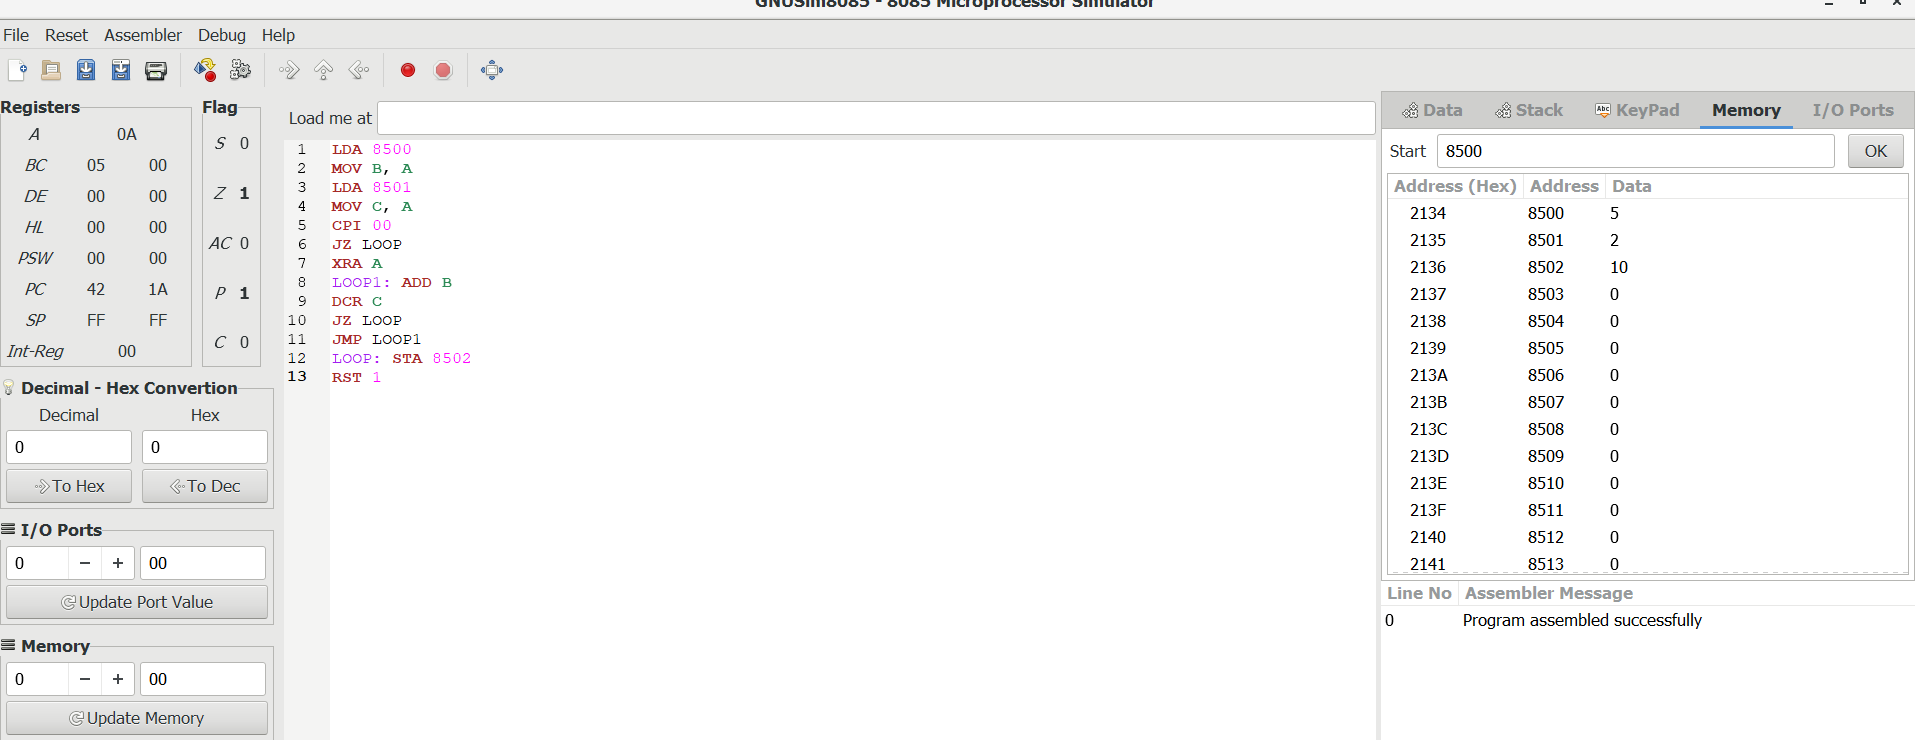 GNUSim8085 - 8085 Microprocessor Simulator
File Reset Assembler Debug Help
Registers
A 0A
BC 05 00
DE 00 00
HL 00 00
PSW 00 00
PC 42 1A
SP FF FF
Int-Reg 00
Flag
S 0
Z 1
AC 0
P 1
C 0
Decimal - Hex Convertion
Decimal Hex
0 0
To Hex To Dec
I/O Ports
0 − + 00
Update Port Value
Memory
0 − + 00
Update Memory
Load me at
1 LDA 8500
2 MOV B, A
3 LDA 8501
4 MOV C, A
5 CPI 00
6 JZ LOOP
7 XRA A
8 LOOP1: ADD B
9 DCR C
10 JZ LOOP
11 JMP LOOP1
12 LOOP: STA 8502
13 RST 1
Data Stack Abc KeyPad Memory I/O Ports
Start 8500 OK
Address (Hex) Address Data
2134 8500 5
2135 8501 2
2136 8502 10
2137 8503 0
2138 8504 0
2139 8505 0
213A 8506 0
213B 8507 0
213C 8508 0
213D 8509 0
213E 8510 0
213F 8511 0
2140 8512 0
2141 8513 0
Line No Assembler Message
0 Program assembled successfully